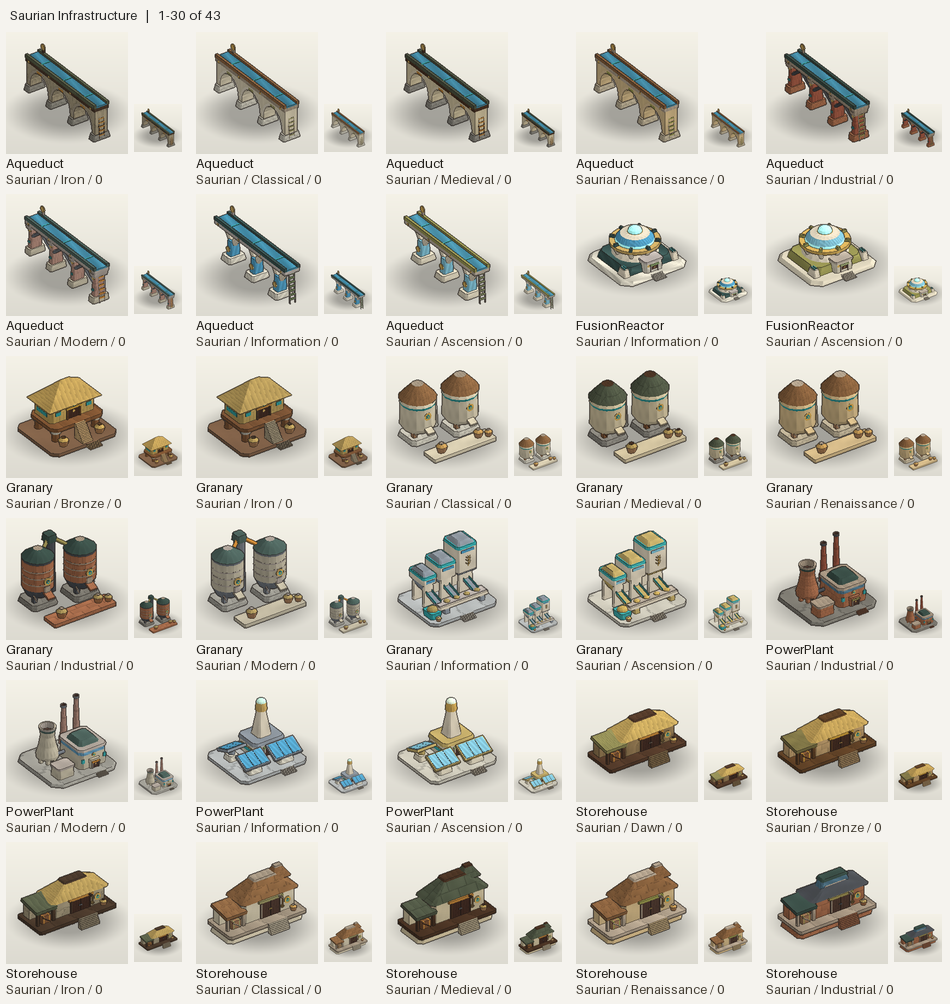 Saurian Infrastructure | 1-30 of 43
Aqueduct Aqueduct Aqueduct Aqueduct Aqueduct
Saurian / Iron / 0 Saurian / Classical / 0 Saurian / Medieval / 0 Saurian / Renaissance / 0 Saurian / Industrial / 0
Aqueduct Aqueduct Aqueduct FusionReactor FusionReactor
Saurian / Modern / 0 Saurian / Information / 0 Saurian / Ascension / 0 Saurian / Information / 0 Saurian / Ascension / 0
Granary Granary Granary Granary Granary
Saurian / Bronze / 0 Saurian / Iron / 0 Saurian / Classical / 0 Saurian / Medieval / 0 Saurian / Renaissance / 0
Granary Granary Granary Granary PowerPlant
Saurian / Industrial / 0 Saurian / Modern / 0 Saurian / Information / 0 Saurian / Ascension / 0 Saurian / Industrial / 0
PowerPlant PowerPlant PowerPlant Storehouse Storehouse
Saurian / Modern / 0 Saurian / Information / 0 Saurian / Ascension / 0 Saurian / Dawn / 0 Saurian / Bronze / 0
Storehouse Storehouse Storehouse Storehouse Storehouse
Saurian / Iron / 0 Saurian / Classical / 0 Saurian / Medieval / 0 Saurian / Renaissance / 0 Saurian / Industrial / 0